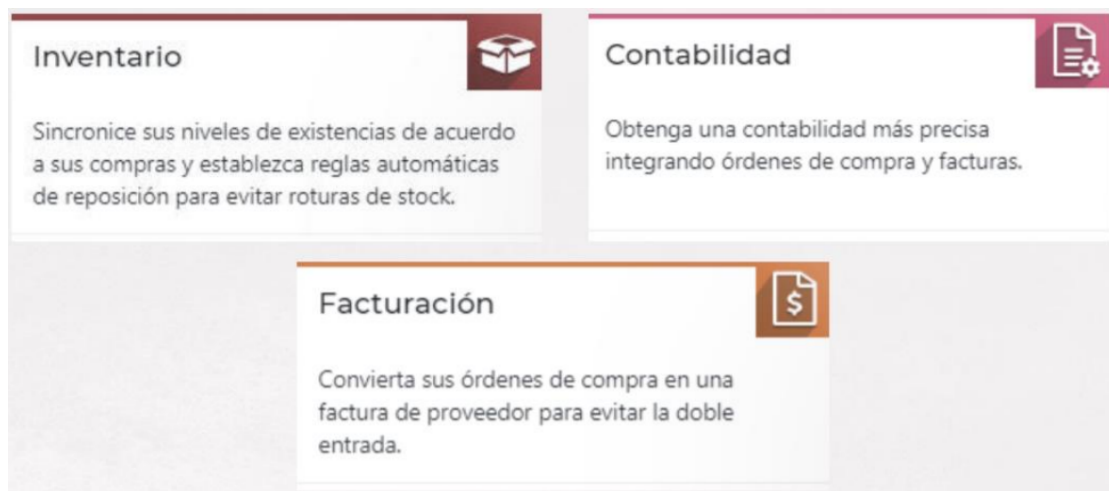 Inventario
Sincronice sus niveles de existencias de acuerdo
a sus compras y establezca reglas automáticas
de reposición para evitar roturas de stock.
Contabilidad
Obtenga una contabilidad más precisa
integrando órdenes de compra y facturas.
Facturación
Convierta sus órdenes de compra en una
factura de proveedor para evitar la doble
entrada.